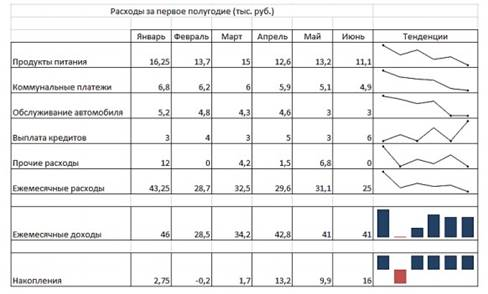 Расходы за первое полугодие (тыс. руб.)
Январь Февраль Март Апрель Май Июнь Тенденции
Продукты питания 16,25 13,7 15 12,6 13,2 11,1
Коммунальные платежи 6,8 6,2 6 5,9 5,1 4,9
Обслуживание автомобиля 5,2 4,8 4,3 4,6 3 3
Выплата кредитов 3 4 3 5 3 6
Прочие расходы 12 0 4,2 1,5 6,8 0
Ежемесячные расходы 43,25 28,7 32,5 29,6 31,1 25
Ежемесячные доходы 46 28,5 34,2 42,8 41 41
Накопления 2,75 -0,2 1,7 13,2 9,9 16